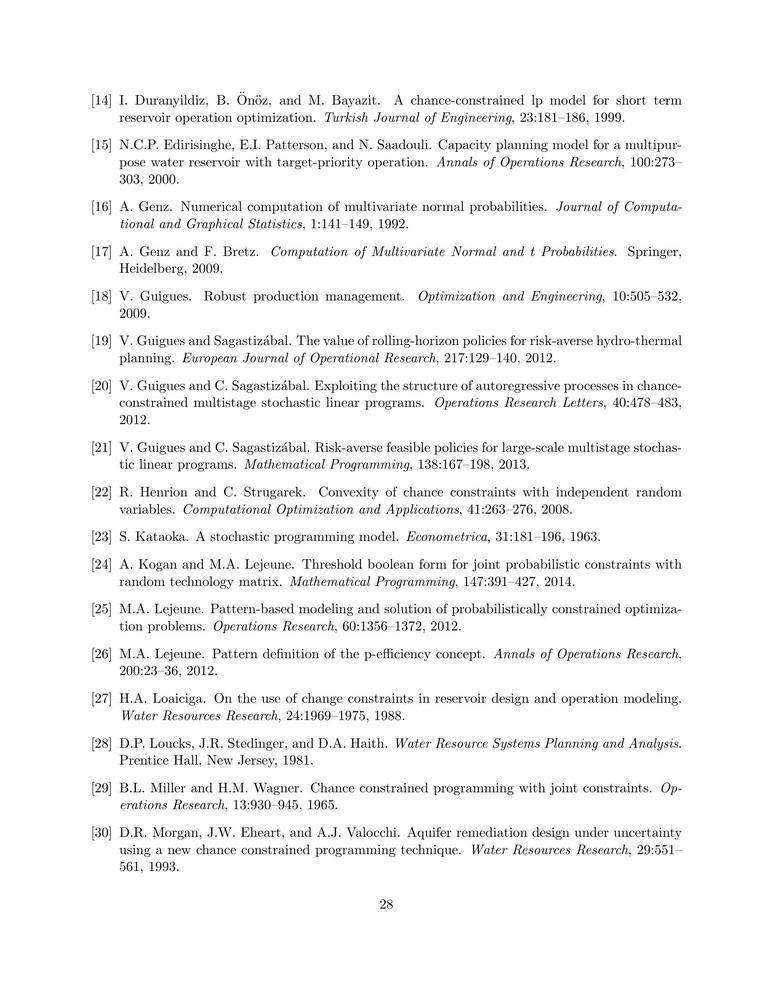 [14] I. Duranyildiz, B. Önöz, and M. Bayazit. A chance-constrained lp model for short term
reservoir operation optimization. Turkish Journal of Engineering, 23:181–186, 1999.
[15] N.C.P. Edirisinghe, E.I. Patterson, and N. Saadouli. Capacity planning model for a multipur-
pose water reservoir with target-priority operation. Annals of Operations Research, 100:273–
303, 2000.
[16] A. Genz. Numerical computation of multivariate normal probabilities. Journal of Computa-
tional and Graphical Statistics, 1:141–149, 1992.
[17] A. Genz and F. Bretz. Computation of Multivariate Normal and t Probabilities. Springer,
Heidelberg, 2009.
[18] V. Guigues. Robust production management. Optimization and Engineering, 10:505–532,
2009.
[19] V. Guigues and Sagastizábal. The value of rolling-horizon policies for risk-averse hydro-thermal
planning. European Journal of Operational Research, 217:129–140, 2012.
[20] V. Guigues and C. Sagastizábal. Exploiting the structure of autoregressive processes in chance-
constrained multistage stochastic linear programs. Operations Research Letters, 40:478–483,
2012.
[21] V. Guigues and C. Sagastizábal. Risk-averse feasible policies for large-scale multistage stochas-
tic linear programs. Mathematical Programming, 138:167–198, 2013.
[22] R. Henrion and C. Strugarek. Convexity of chance constraints with independent random
variables. Computational Optimization and Applications, 41:263–276, 2008.
[23] S. Kataoka. A stochastic programming model. Econometrica, 31:181–196, 1963.
[24] A. Kogan and M.A. Lejeune. Threshold boolean form for joint probabilistic constraints with
random technology matrix. Mathematical Programming, 147:391–427, 2014.
[25] M.A. Lejeune. Pattern-based modeling and solution of probabilistically constrained optimiza-
tion problems. Operations Research, 60:1356–1372, 2012.
[26] M.A. Lejeune. Pattern definition of the p-efficiency concept. Annals of Operations Research,
200:23–36, 2012.
[27] H.A. Loaiciga. On the use of change constraints in reservoir design and operation modeling.
Water Resources Research, 24:1969–1975, 1988.
[28] D.P. Loucks, J.R. Stedinger, and D.A. Haith. Water Resource Systems Planning and Analysis.
Prentice Hall, New Jersey, 1981.
[29] B.L. Miller and H.M. Wagner. Chance constrained programming with joint constraints. Op-
erations Research, 13:930–945, 1965.
[30] D.R. Morgan, J.W. Eheart, and A.J. Valocchi. Aquifer remediation design under uncertainty
using a new chance constrained programming technique. Water Resources Research, 29:551–
561, 1993.
28